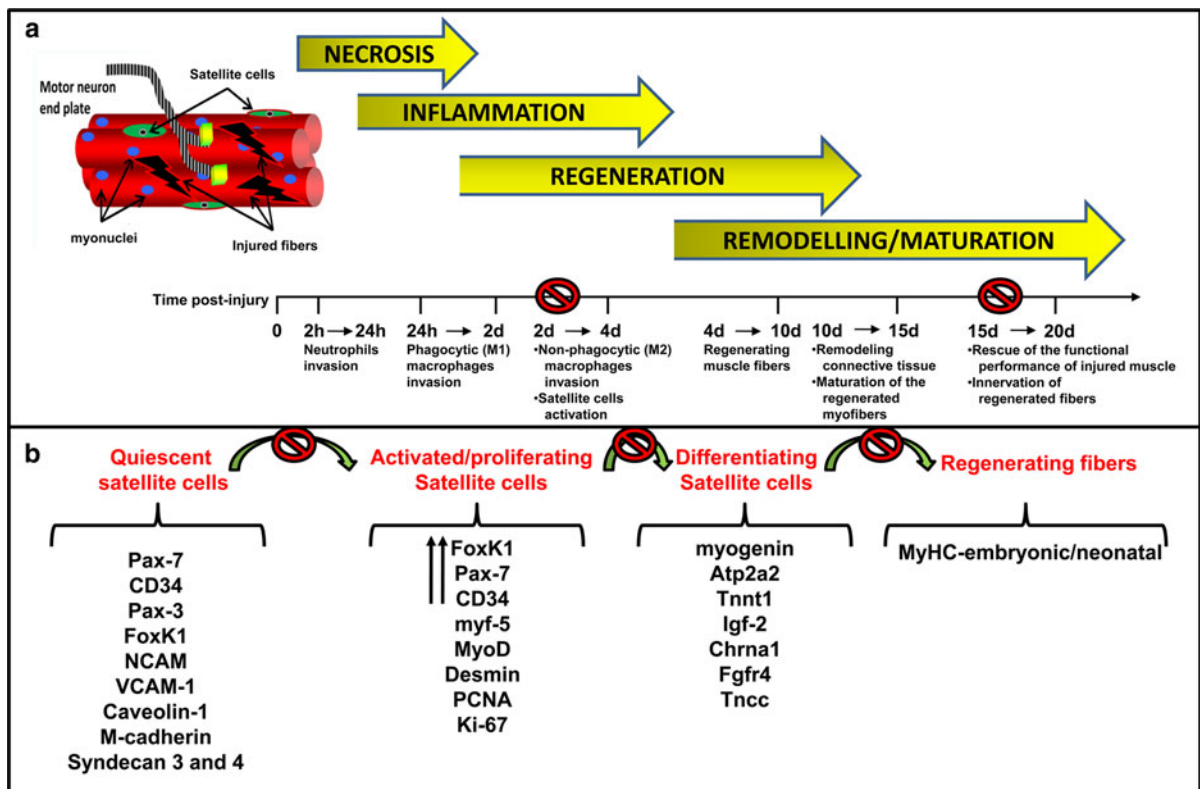 a
NECROSIS
Satellite cells
Motor neuron
end plate
INFLAMMATION
REGENERATION
myonuclei
Injured fibers
REMODELLING/MATURATION
Time post-injury
0 2h → 24h 24h → 2d 2d → 4d 4d → 10d 10d → 15d 15d → 20d
Neutrophils
invasion
Phagocytic (M1)
macrophages
invasion
•Non-phagocytic (M2)
macrophages
invasion
•Satellite cells
activation
Regenerating
muscle fibers
•Remodeling
connective tissue
•Maturation of the
regenerated
myofibers
•Rescue of the functional
performance of injured muscle
•Innervation of
regenerated fibers
b
Quiescent
satellite cells
Activated/proliferating
Satellite cells
Differentiating
Satellite cells
Regenerating fibers
Pax-7
CD34
Pax-3
FoxK1
NCAM
VCAM-1
Caveolin-1
M-cadherin
Syndecan 3 and 4
FoxK1
Pax-7
CD34
myf-5
MyoD
Desmin
PCNA
Ki-67
myogenin
Atp2a2
Tnnt1
Igf-2
Chrna1
Fgfr4
Tncc
MyHC-embryonic/neonatal